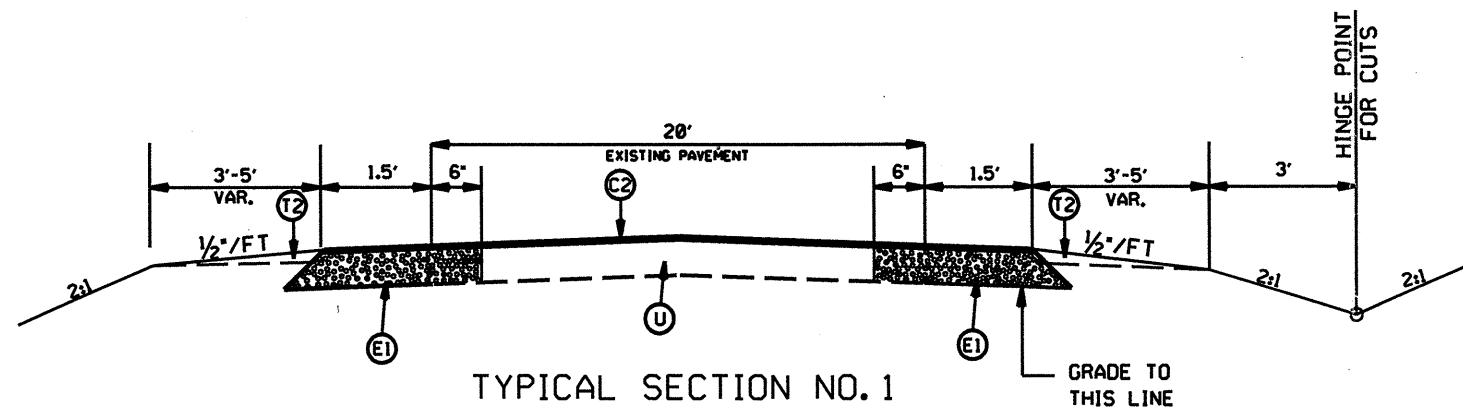 HINGE POINT
FOR CUTS
20'
EXISTING PAVEMENT
3'-5'
VAR.
1.5'
6"
6"
1.5'
3'-5'
VAR.
3'
T2
C2
T2
1/2"/FT
1/2"/FT
2:1
2:1
2:1
E1
U
E1
GRADE TO
THIS LINE
TYPICAL SECTION NO. 1